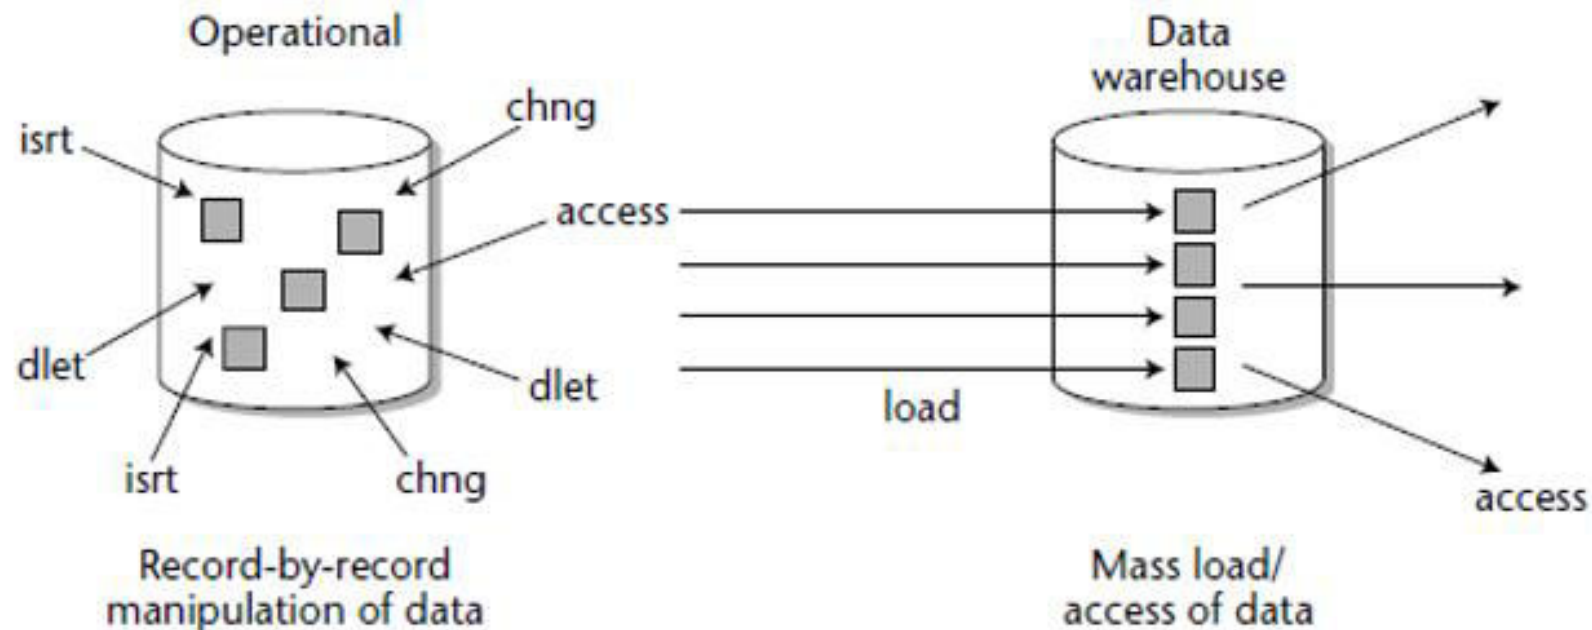 Operational
Data
warehouse
isrt
chng
access
dlet
dlet
isrt
chng
load
access
Record-by-record
manipulation of data
Mass load/
access of data